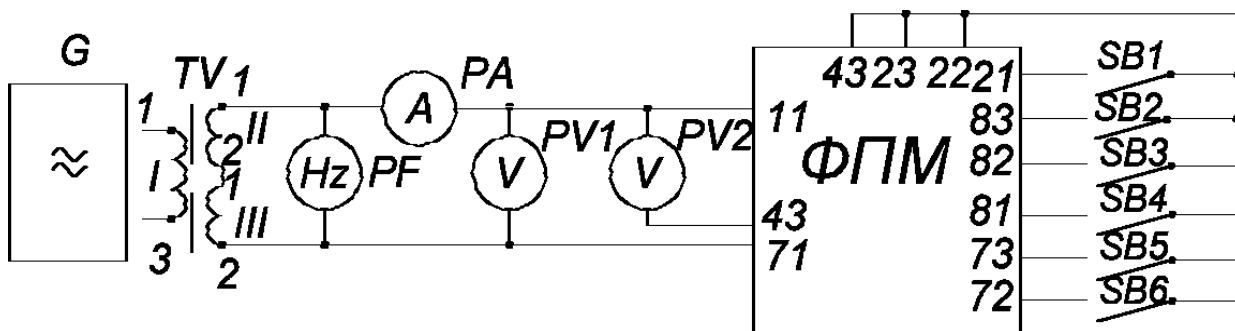 G
TV
1
3
I
1
II
2
1
III
2
Hz
PF
A
PA
V
PV1
V
PV2
11
43
71
ФПМ
43
23
22
21
83
82
81
73
72
SB1
SB2
SB3
SB4
SB5
SB6